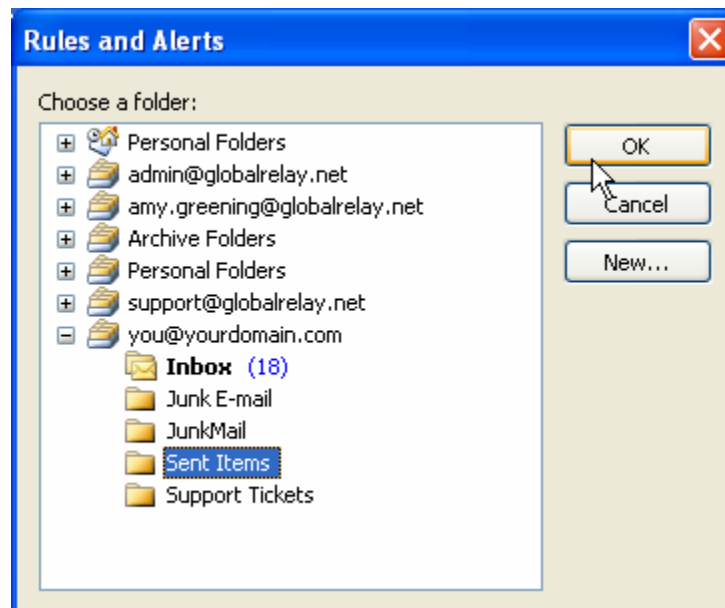 Rules and Alerts
Choose a folder:
Personal Folders
admin@globalrelay.net
amy.greening@globalrelay.net
Archive Folders
Personal Folders
support@globalrelay.net
you@yourdomain.com
Inbox (18)
Junk E-mail
JunkMail
Sent Items
Support Tickets
OK
Cancel
New...